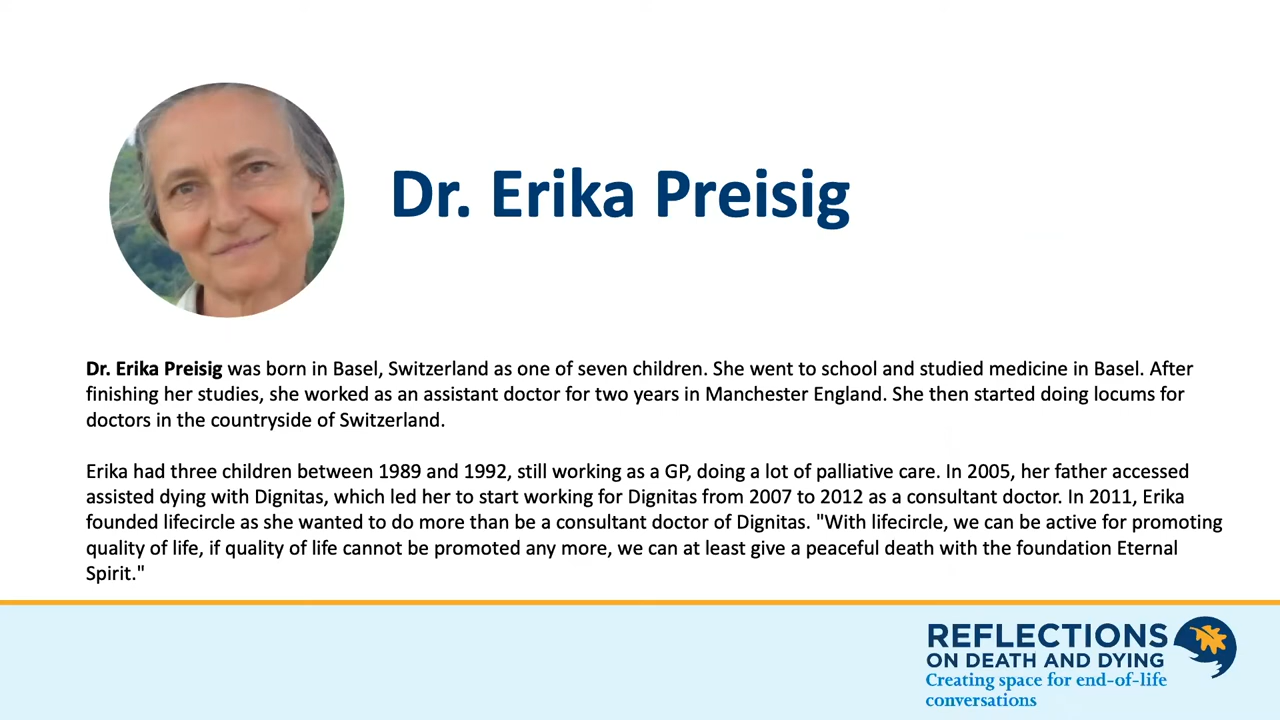 Dr. Erika Preisig
Dr. Erika Preisig was born in Basel, Switzerland as one of seven children. She went to school and studied medicine in Basel. After
finishing her studies, she worked as an assistant doctor for two years in Manchester England. She then started doing locums for
doctors in the countryside of Switzerland.
Erika had three children between 1989 and 1992, still working as a GP, doing a lot of palliative care. In 2005, her father accessed
assisted dying with Dignitas, which led her to start working for Dignitas from 2007 to 2012 as a consultant doctor. In 2011, Erika
founded lifecircle as she wanted to do more than be a consultant doctor of Dignitas. "With lifecircle, we can be active for promoting
quality of life, if quality of life cannot be promoted any more, we can at least give a peaceful death with the foundation Eternal
Spirit."
REFLECTIONS
ON DEATH AND DYING
Creating space for end-of-life
conversations